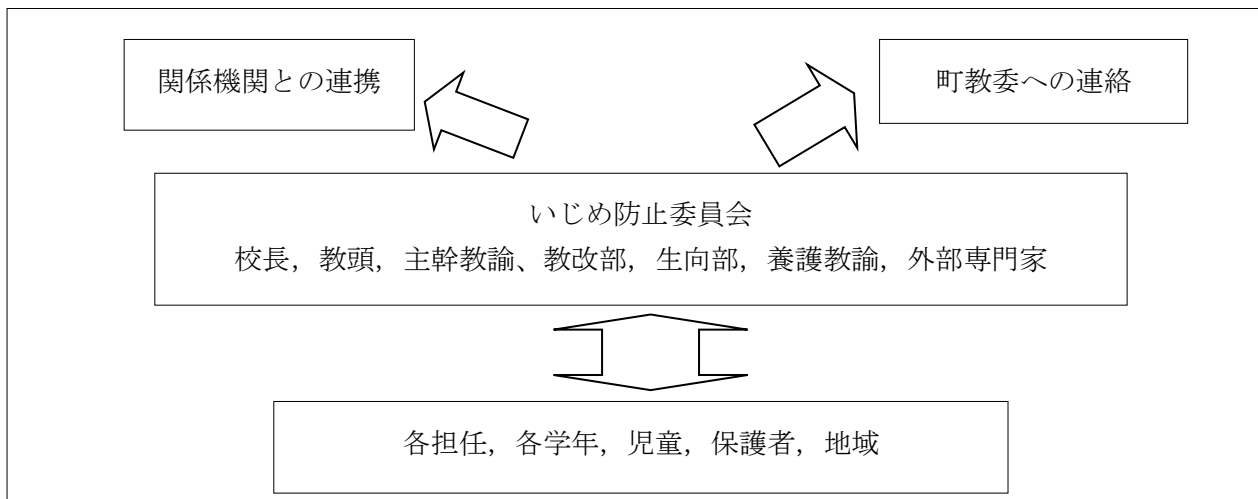 関係機関との連携
町教委への連絡
いじめ防止委員会
校長，教頭，主幹教諭、教改部，生向部，養護教諭，外部専門家
各担任，各学年，児童，保護者，地域